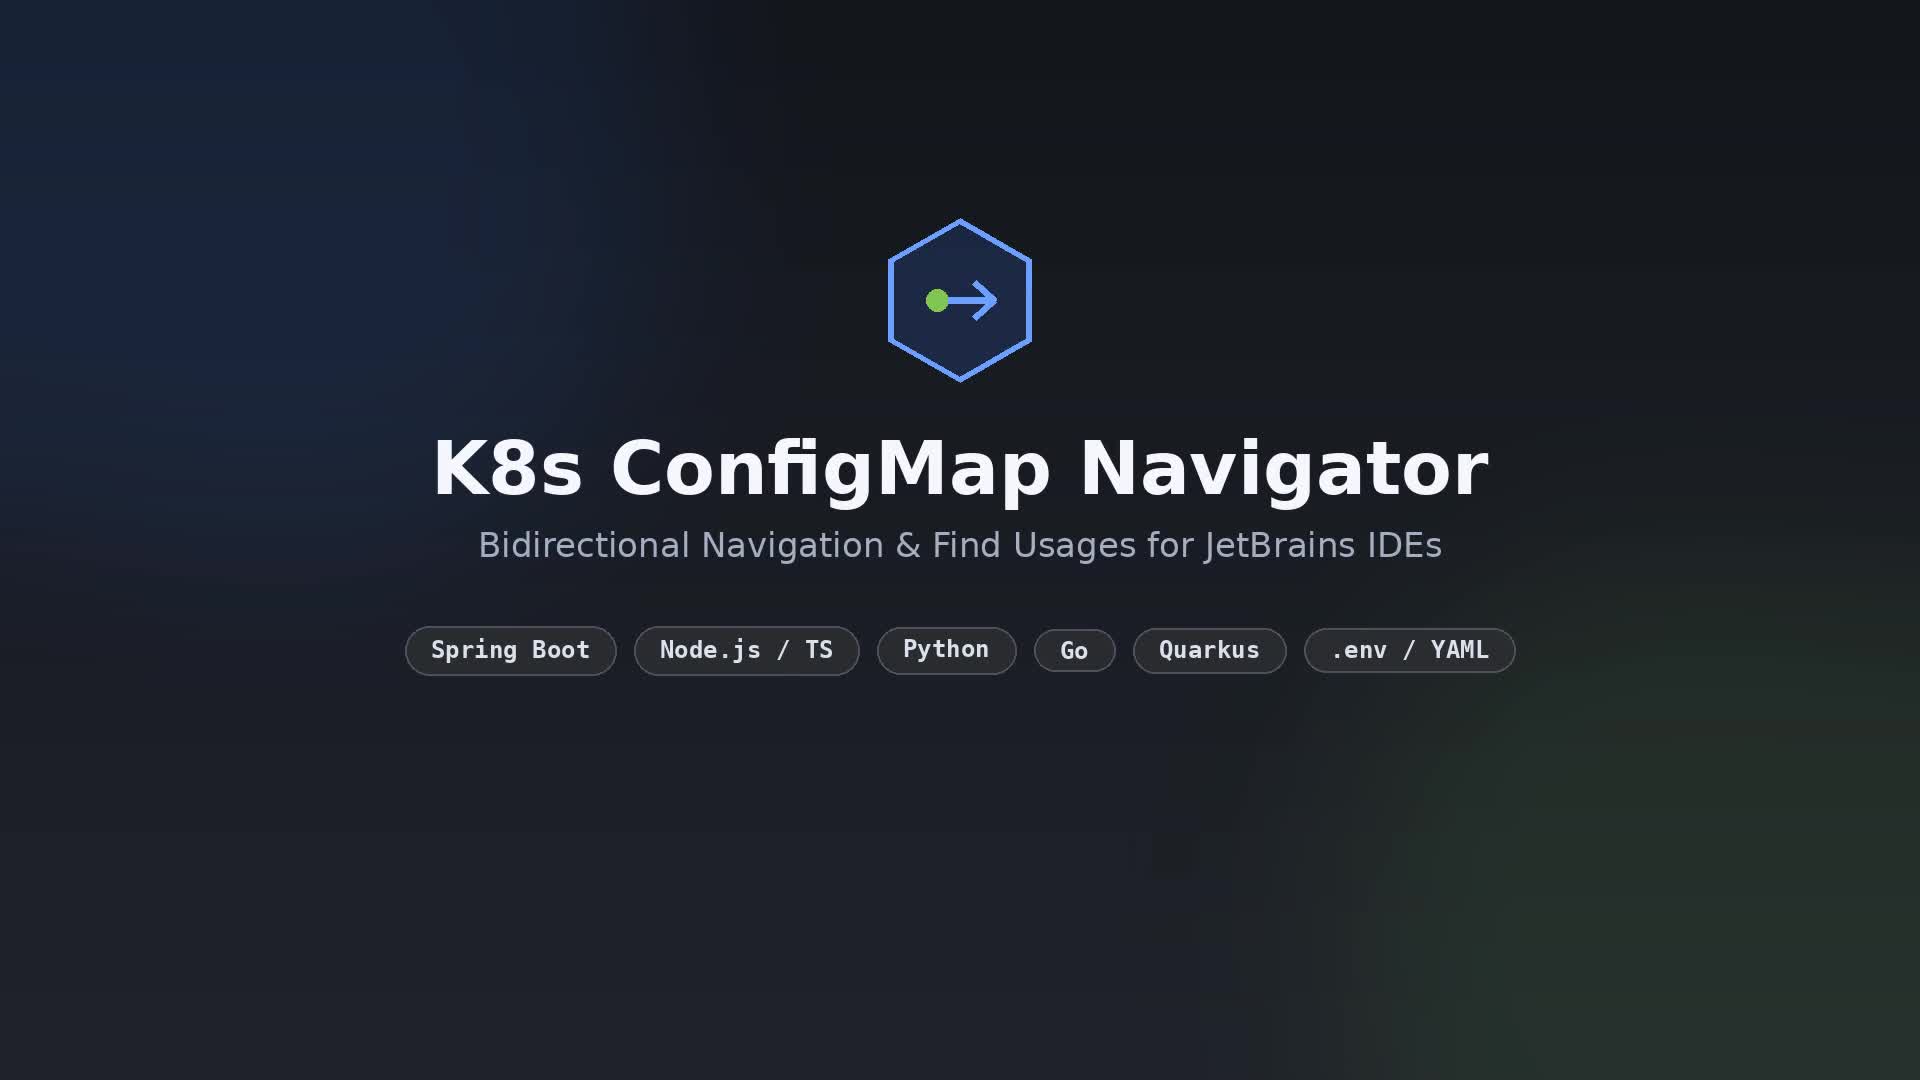 K8s ConfigMap Navigator
Bidirectional Navigation & Find Usages for JetBrains IDEs
Spring Boot Node.js / TS Python Go Quarkus .env / YAML